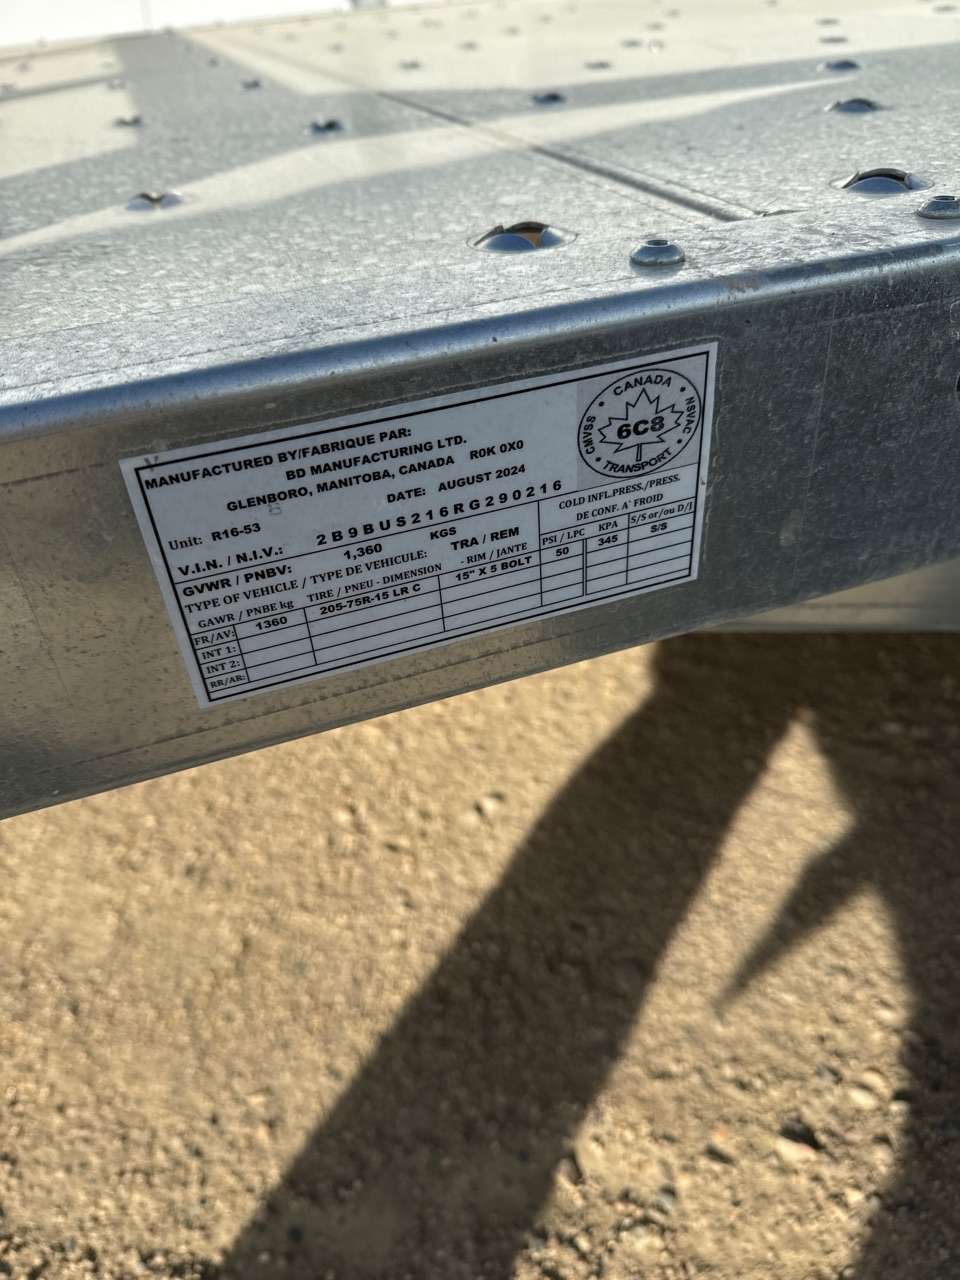 MANUFACTURED BY/FABRIQUE PAR:
BD MANUFACTURING LTD.
GLENBORO, MANITOBA, CANADA R0K 0X0
Unit: R16-53 DATE: AUGUST 2024
V.I.N. / N.I.V.: 2B9BUS216RG290216
GVWR / PNBV: 1,360 KGS
TYPE OF VEHICLE / TYPE DE VEHICULE: TRA / REM
CANADA
CMVSS
6C8
NSVAC
TRANSPORT
COLD INFL.PRESS./PRESS.
DE CONF. A` FROID
GAWR / PNBE kg TIRE / PNEU - DIMENSION - RIM / JANTE PSI / LPC KPA S/S or/ou D/J
FR/AV: 1360 205-75R-15 LR C 15" X 5 BOLT 50 345 S/S
INT 1:
INT 2:
RR/AR: